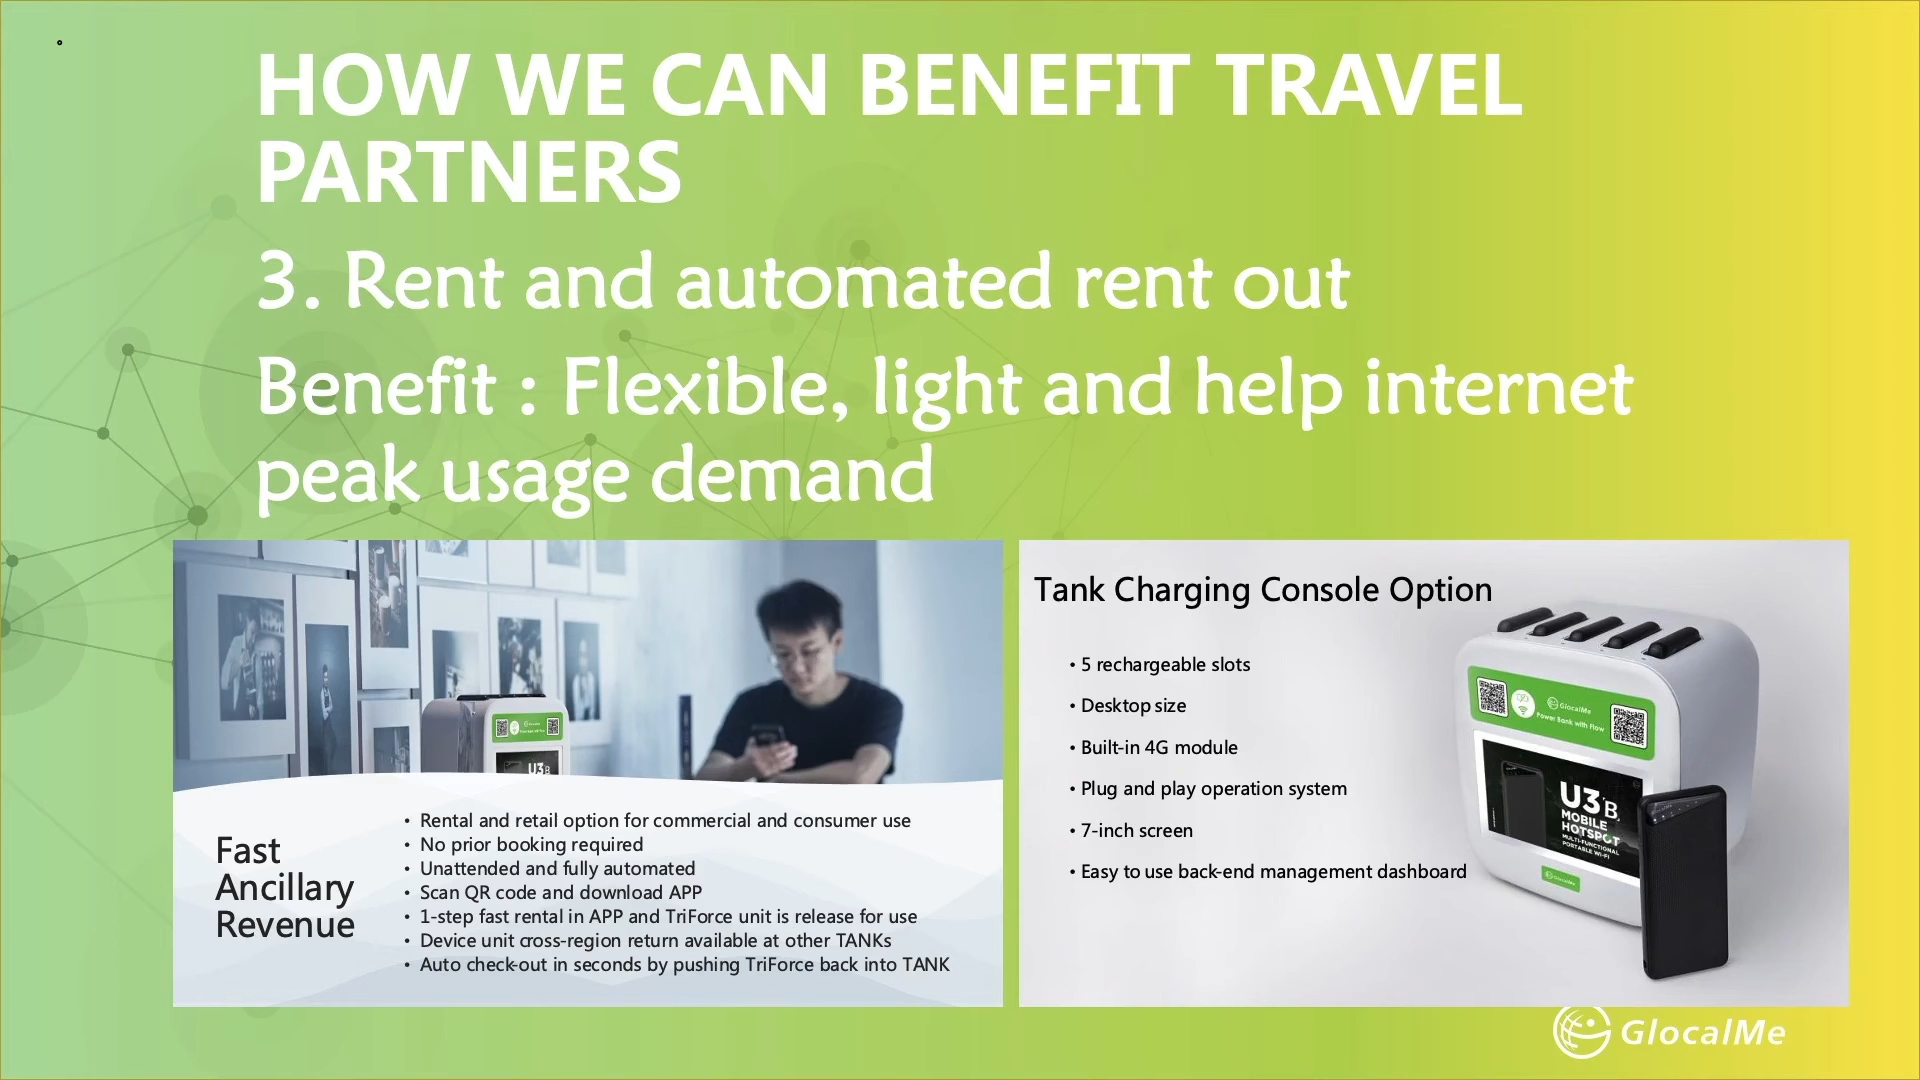 HOW WE CAN BENEFIT TRAVEL
PARTNERS
3. Rent and automated rent out
Benefit : Flexible, light and help internet
peak usage demand
U3B
Fast
Ancillary
Revenue
• Rental and retail option for commercial and consumer use
• No prior booking required
• Unattended and fully automated
• Scan QR code and download APP
• 1-step fast rental in APP and TriForce unit is release for use
• Device unit cross-region return available at other TANKs
• Auto check-out in seconds by pushing TriForce back into TANK
Tank Charging Console Option
• 5 rechargeable slots
• Desktop size
• Built-in 4G module
• Plug and play operation system
• 7-inch screen
• Easy to use back-end management dashboard
GlocalMe
Power Bank with Flow
U3B
MOBILE
HOTSPOT
MULTI-FUNCTIONAL
PORTABLE WI-FI
GlocalMe
GlocalMe